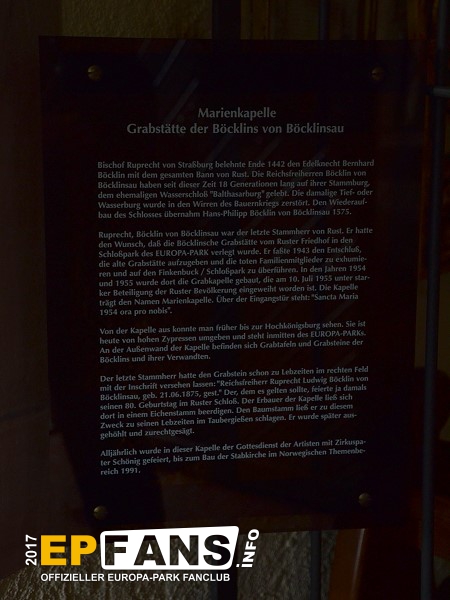 Marienkapelle
Grabstätte der Böcklins von Böcklinsau
Bischof Ruprecht von Straßburg belehnte Ende 1442 den Edelknecht Bernhard
Böcklin mit dem gesamten Bann von Rust. Die Reichsfreiherren Böcklin von
Böcklinsau haben seit dieser Zeit 18 Generationen lang auf ihrer Stammburg,
dem ehemaligen Wasserschloß "Balthasarburg" gelebt. Die damalige Tief- oder
Wasserburg wurde in den Wirren des Bauernkriegs zerstört. Den Wiederauf-
bau des Schlosses übernahm Hans-Philipp Böcklin von Böcklinsau 1575.
Ruprecht, Böcklin von Böcklinsau war der letzte Stammherr von Rust. Er hatte
den Wunsch, daß die Böcklinsche Grabstätte vom Ruster Friedhof in den
Schloßpark des EUROPA-PARK verlegt wurde. Er faßte 1943 den Entschluß,
die alte Grabstätte aufzugeben und die toten Familienmitglieder zu exhumie-
ren und auf den Finkenbuck / Schloßpark zu überführen. In den Jahren 1954
und 1955 wurde dort die Grabkapelle gebaut, die am 10. Juli 1955 unter star-
ker Beteiligung der Ruster Bevölkerung eingeweiht worden ist. Die Kapelle
trägt den Namen Marienkapelle. Über der Eingangstür steht: "Sancta Maria
1954 ora pro nobis".
Von der Kapelle aus konnte man früher bis zur Hochkönigsburg sehen. Sie ist
heute von hohen Zypressen umgeben und steht inmitten des EUROPA-PARKs.
An der Außenwand der Kapelle befinden sich Grabtafeln und Grabsteine der
Böcklins und ihrer Verwandten.
Der letzte Stammherr hatte den Grabstein schon zu Lebzeiten im rechten Feld
mit der Inschrift versehen lassen: "Reichsfreiherr Ruprecht Ludwig Böcklin von
Böcklinsau, geb. 21.06.1875, gest." Der, dem es gelten sollte, feierte ja damals
seinen 80. Geburtstag im Ruster Schloß. Der Erbauer der Kapelle ließ sich
dort in einem Eichenstamm beerdigen. Den Baumstamm ließ er zu diesem
Zweck zu seinen Lebzeiten im Taubergießen schlagen. Er wurde später aus-
gehöhlt und zurechtgesägt.
Alljährlich wurde in dieser Kapelle der Gottesdienst der Artisten mit Zirkuspa-
ter Schönig gefeiert, bis zum Bau der Stabkirche im Norwegischen Themenbe-
reich 1991.
2017
EPFANS.INFO
OFFIZIELLER EUROPA-PARK FANCLUB